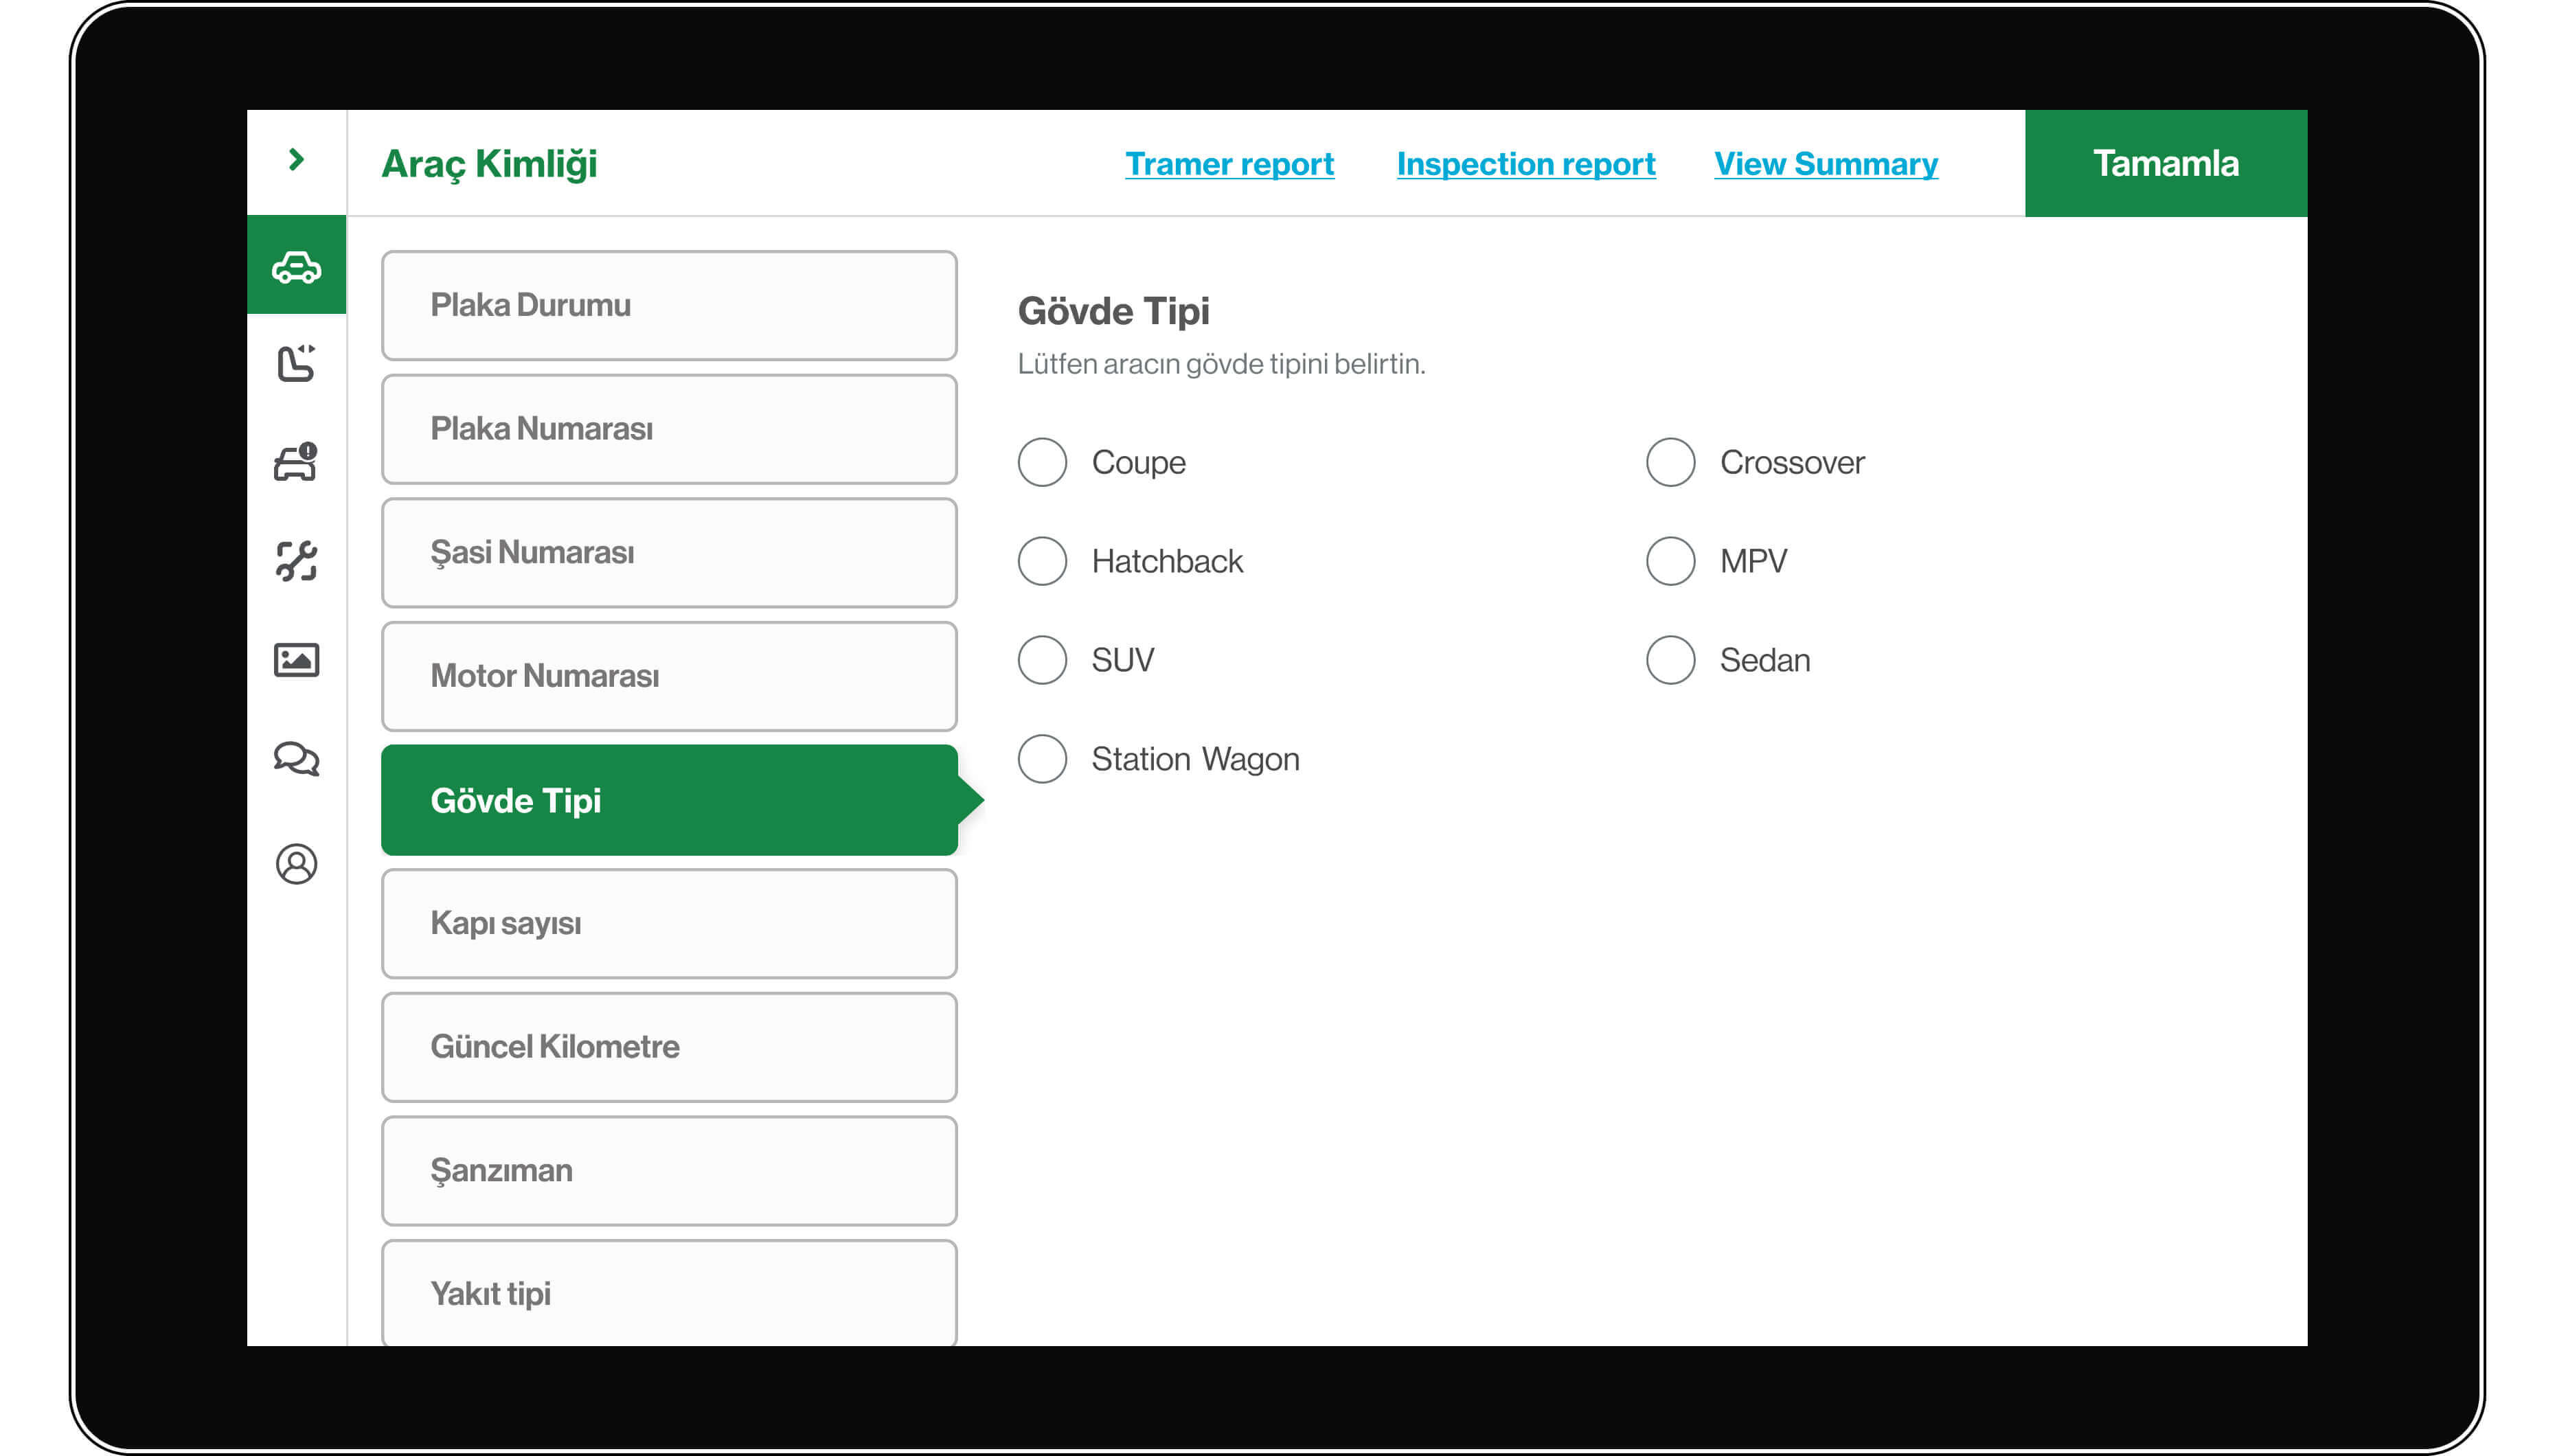 Araç Kimliği
Tramer report
Inspection report
View Summary
Tamamla
Plaka Durumu
Plaka Numarası
Şasi Numarası
Motor Numarası
Gövde Tipi
Kapı sayısı
Güncel Kilometre
Şanzıman
Yakıt tipi
Gövde Tipi
Lütfen aracın gövde tipini belirtin.
Coupe
Crossover
Hatchback
MPV
SUV
Sedan
Station Wagon